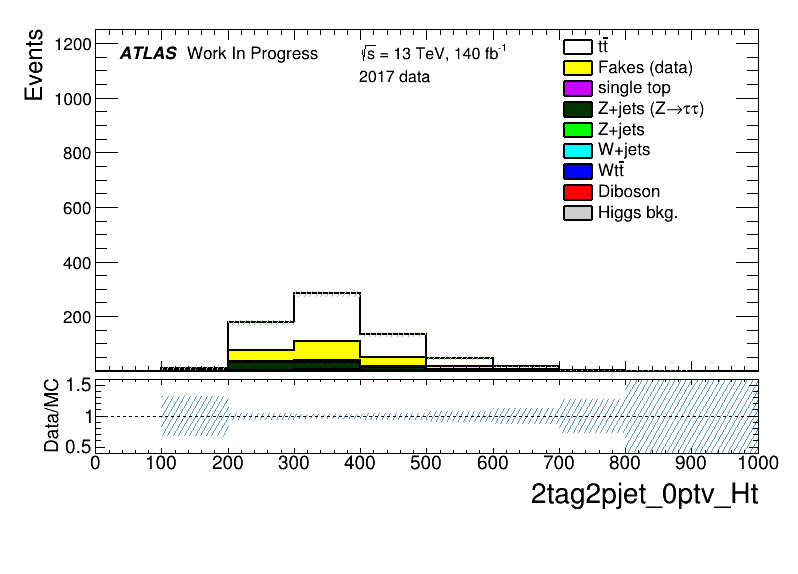 Events
1200
1000
800
600
400
200
ATLAS Work In Progress
√s = 13 TeV, 140 fb⁻¹
2017 data
tt̄
Fakes (data)
single top
Z+jets (Z→ττ)
Z+jets
W+jets
Wtt̄
Diboson
Higgs bkg.
Data/MC
1.5
1
0.5
0 100 200 300 400 500 600 700 800 900 1000
2tag2pjet_0ptv_Ht